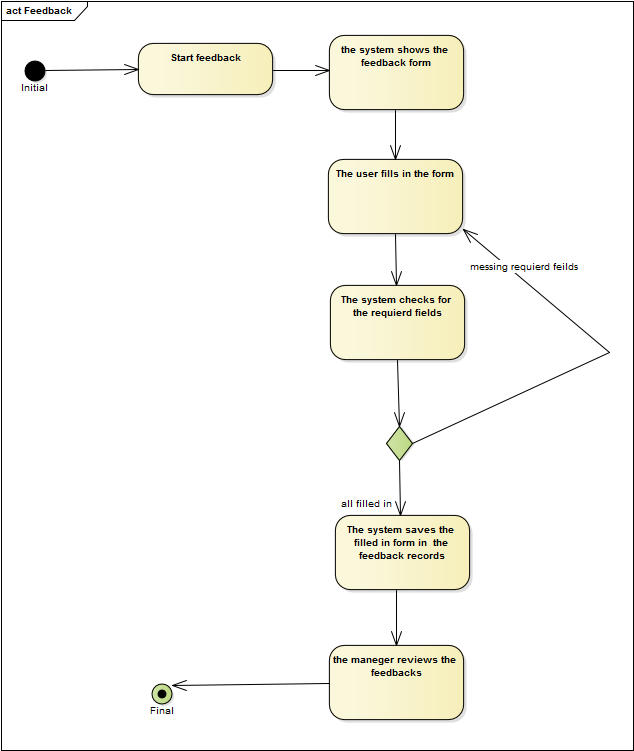 act Feedback
Start feedback
the system shows the
feedback form
Initial
The user fills in the form
messing requierd feilds
The system checks for
the requierd fields
all filled in
The system saves the
filled in form in  the
feedback records
the maneger reviews the
feedbacks
Final